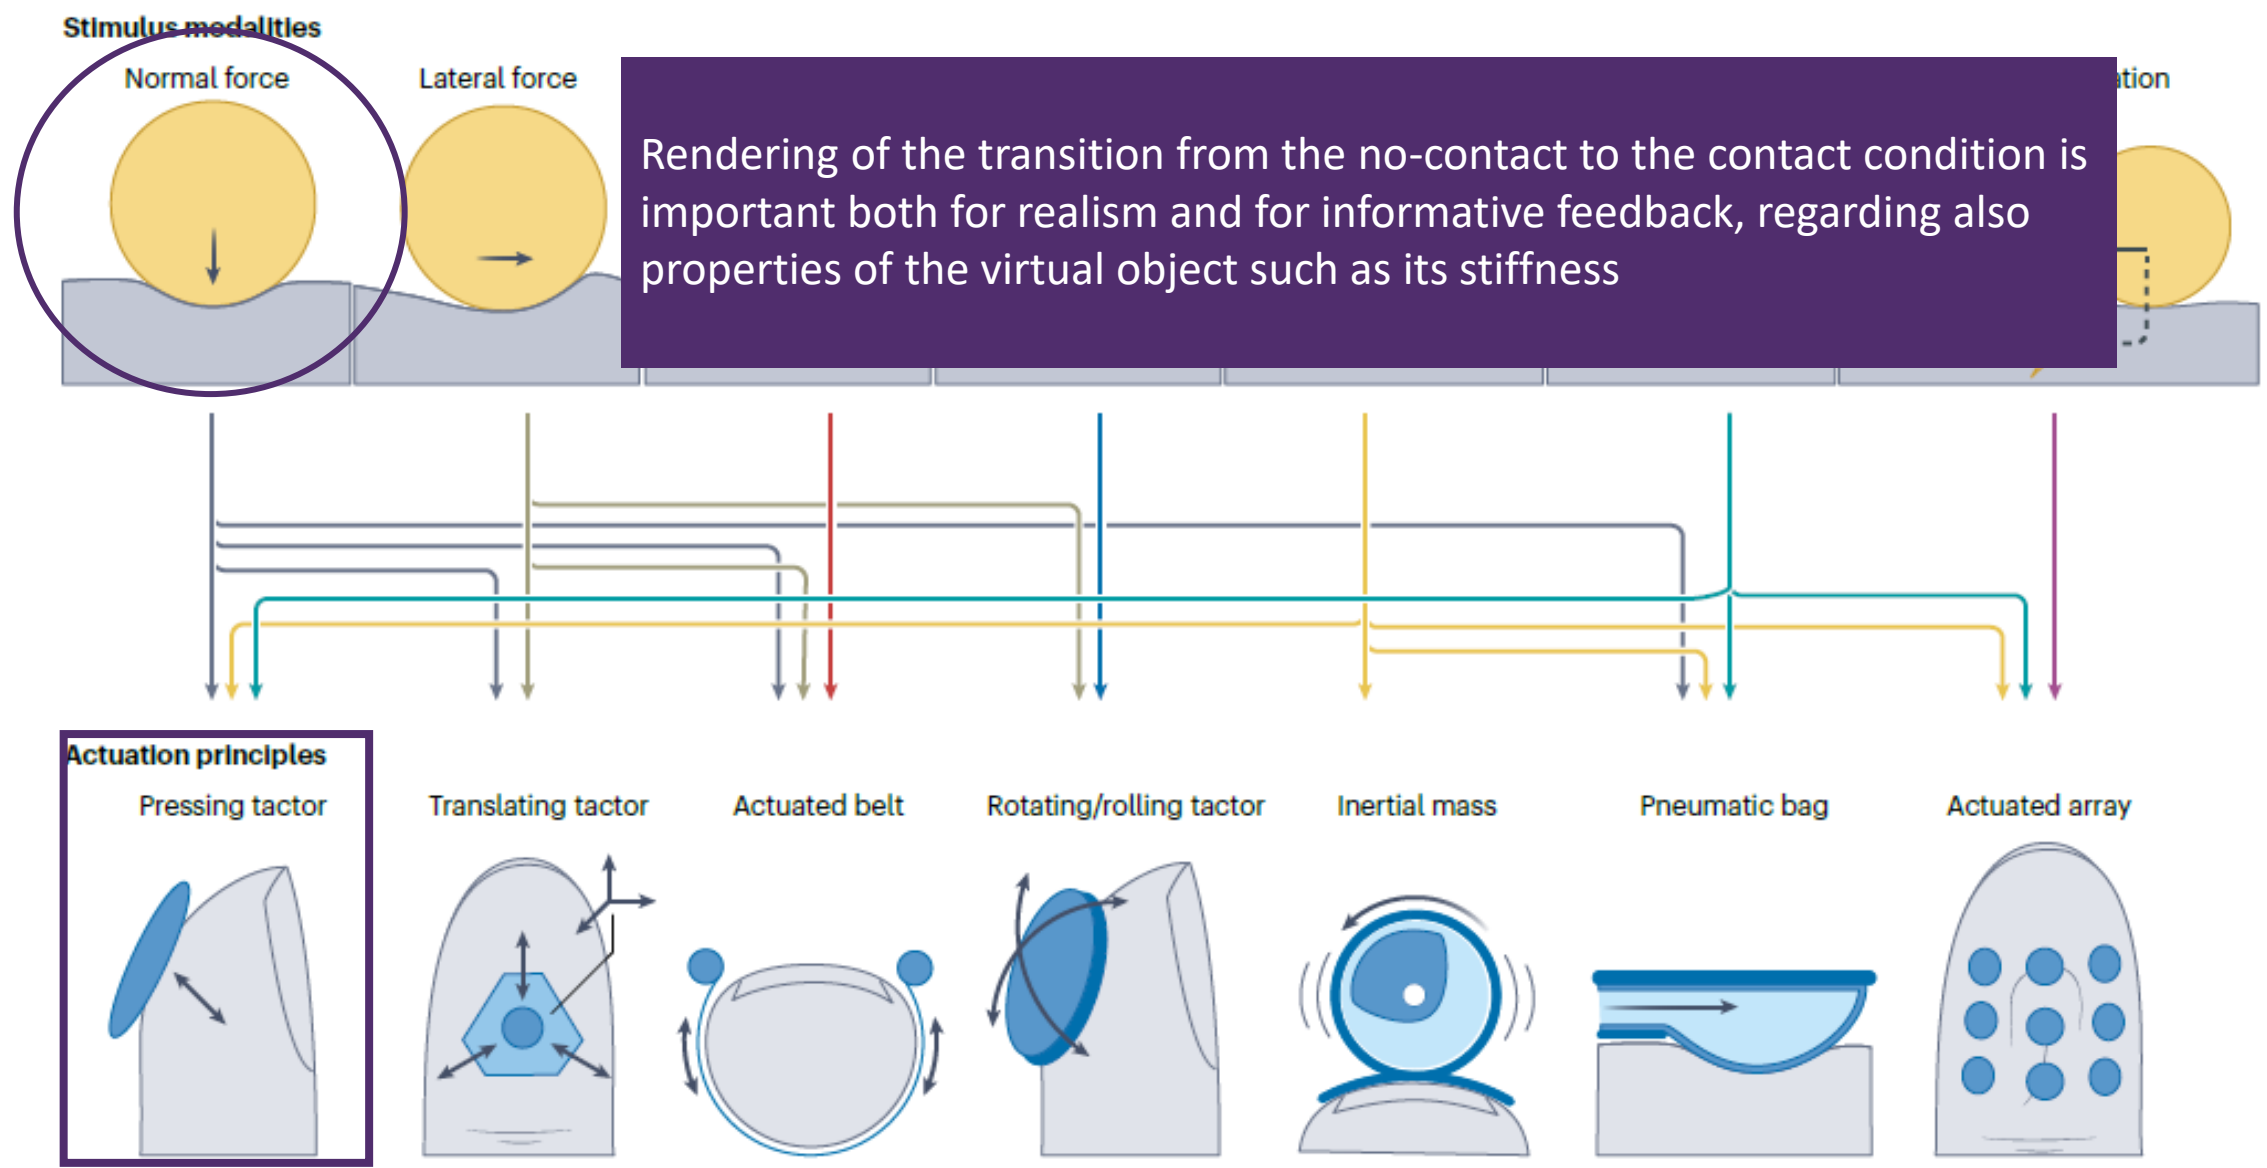 Stimulus modalities
Normal force
Lateral force
Rendering of the transition from the no-contact to the contact condition is
important both for realism and for informative feedback, regarding also
properties of the virtual object such as its stiffness
Actuation principles
Pressing tactor
Translating tactor
Actuated belt
Rotating/rolling tactor
Inertial mass
Pneumatic bag
Actuated array